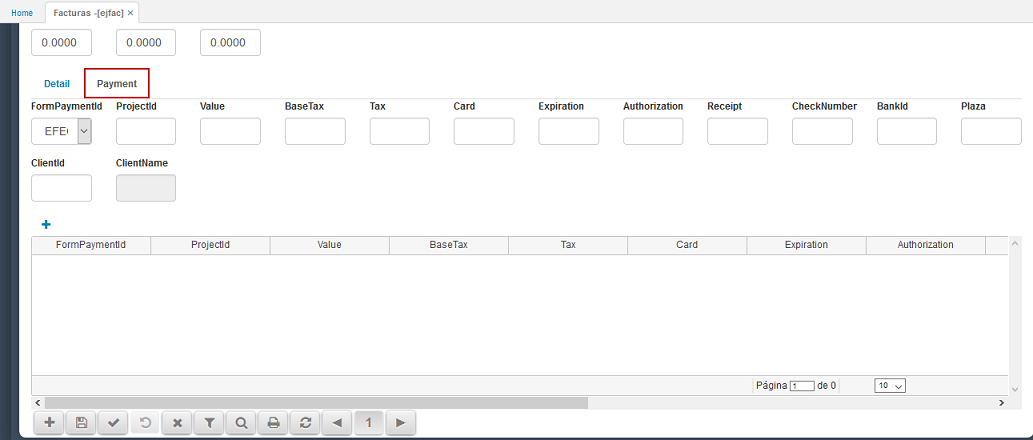 Home Facturas -[ejfac] ×
0.0000 0.0000 0.0000
Detail Payment
FormPaymentId ProjectId Value BaseTax Tax Card Expiration Authorization Receipt CheckNumber BankId Plaza
EFE
ClientId ClientName
FormPaymentId ProjectId Value BaseTax Tax Card Expiration Authorization
Página 1 de 0 10
1